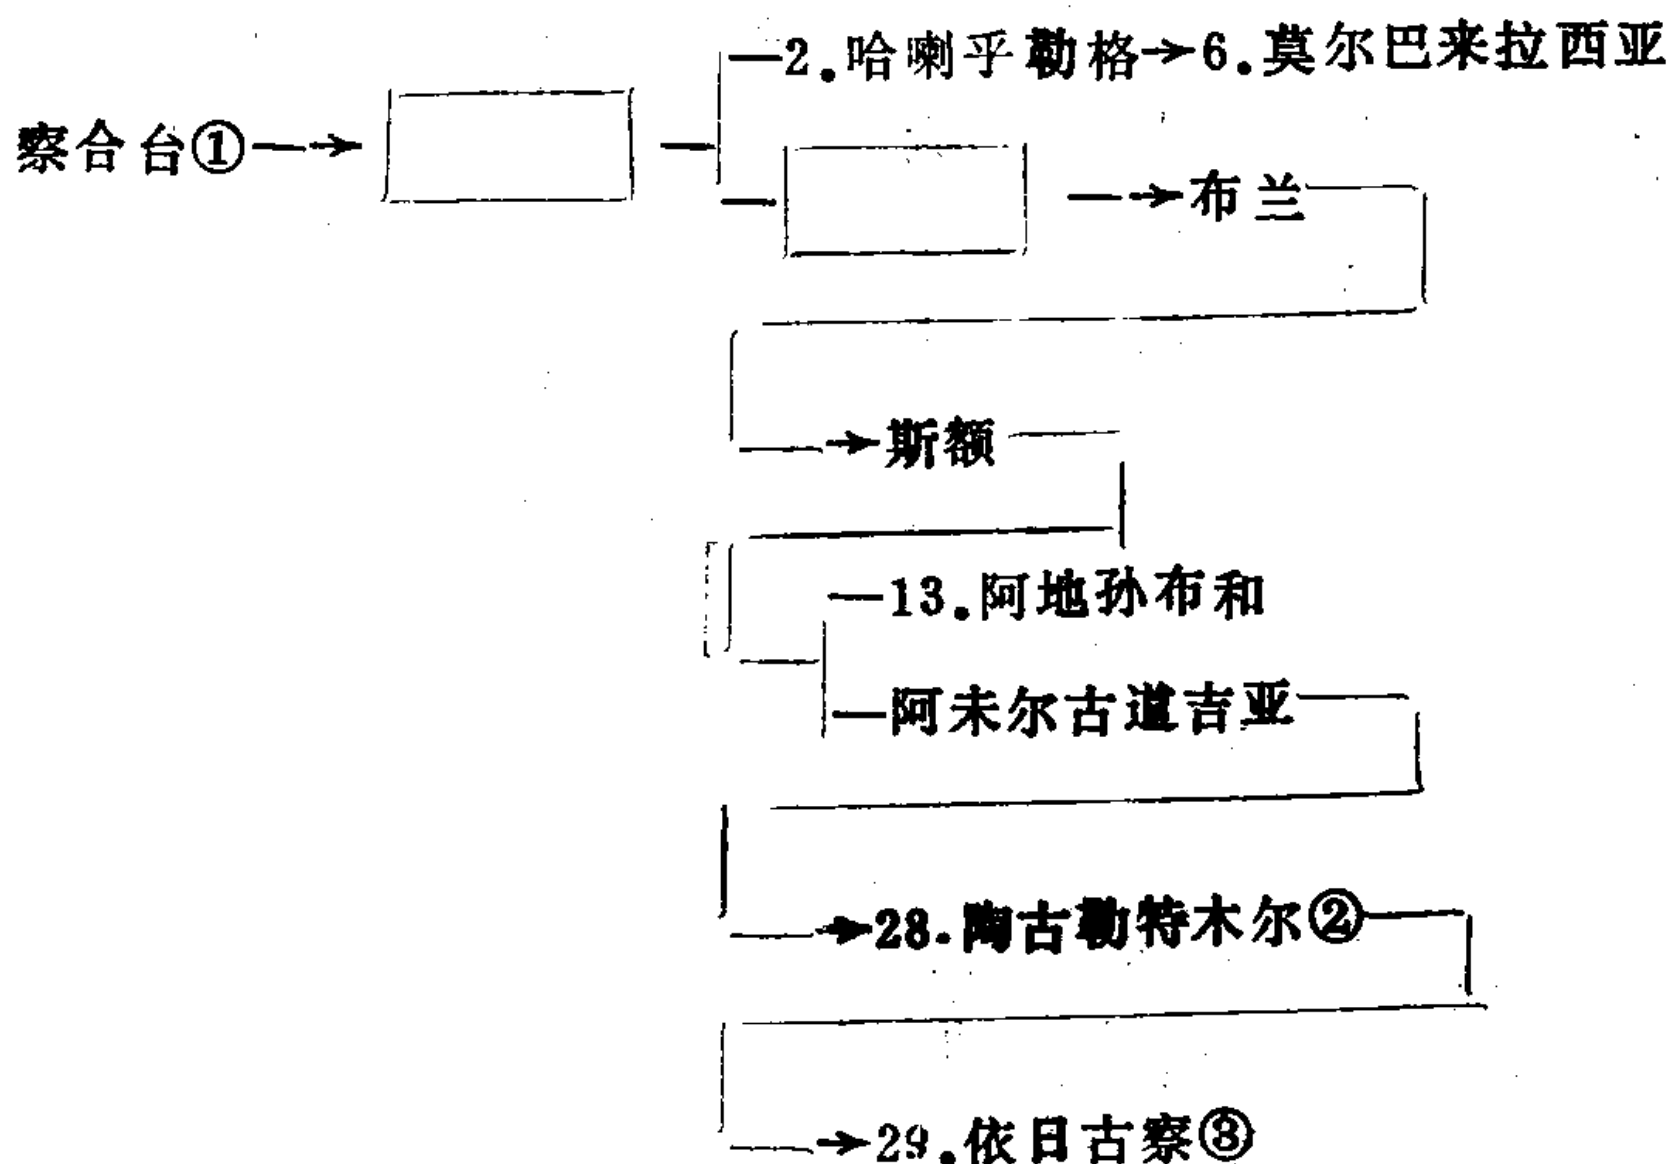 2.哈喇乎勒格→6.莫尔巴来拉西亚
察合台①
布兰
斯额
13.阿地孙布和
阿未尔古道吉亚
28.陶古勒特木尔②
29.依日古察③